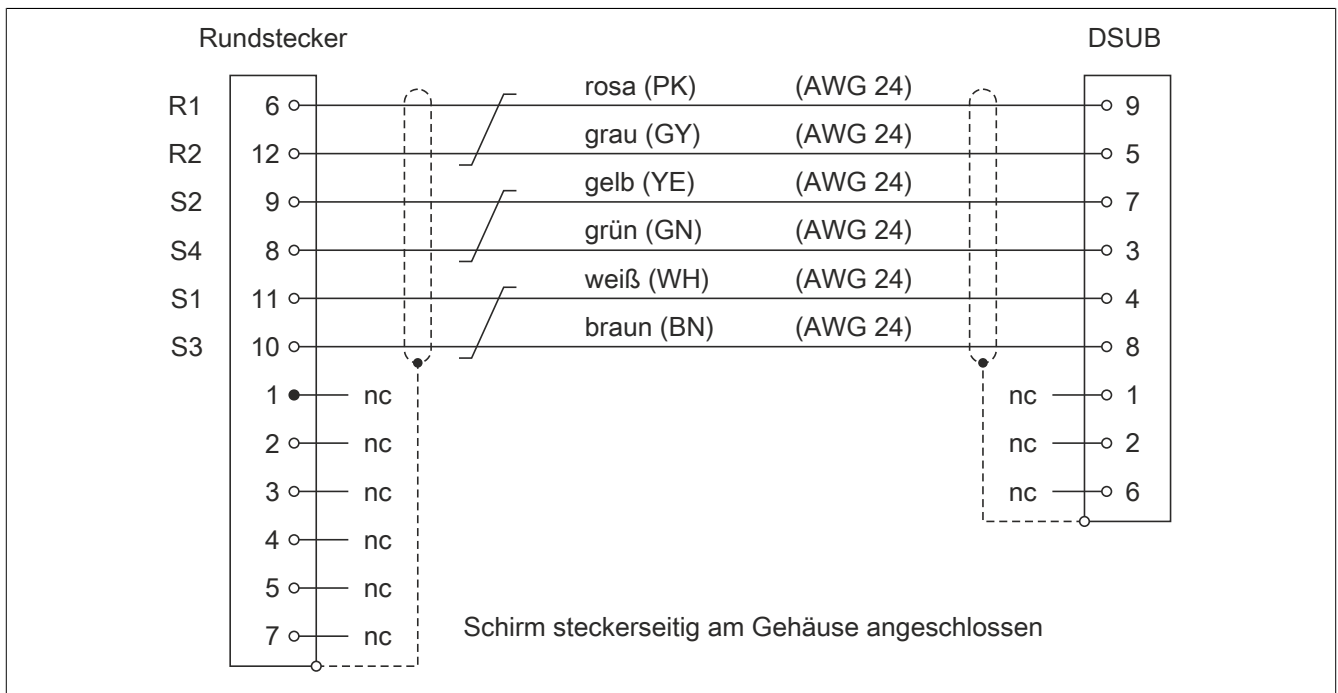 Rundstecker DSUB
R1 6 rosa (PK) (AWG 24) 9
R2 12 grau (GY) (AWG 24) 5
S2 9 gelb (YE) (AWG 24) 7
S4 8 grün (GN) (AWG 24) 3
S1 11 weiß (WH) (AWG 24) 4
S3 10 braun (BN) (AWG 24) 8
1 nc nc 1
2 nc nc 2
3 nc nc 6
4 nc
5 nc
7 nc Schirm steckerseitig am Gehäuse angeschlossen